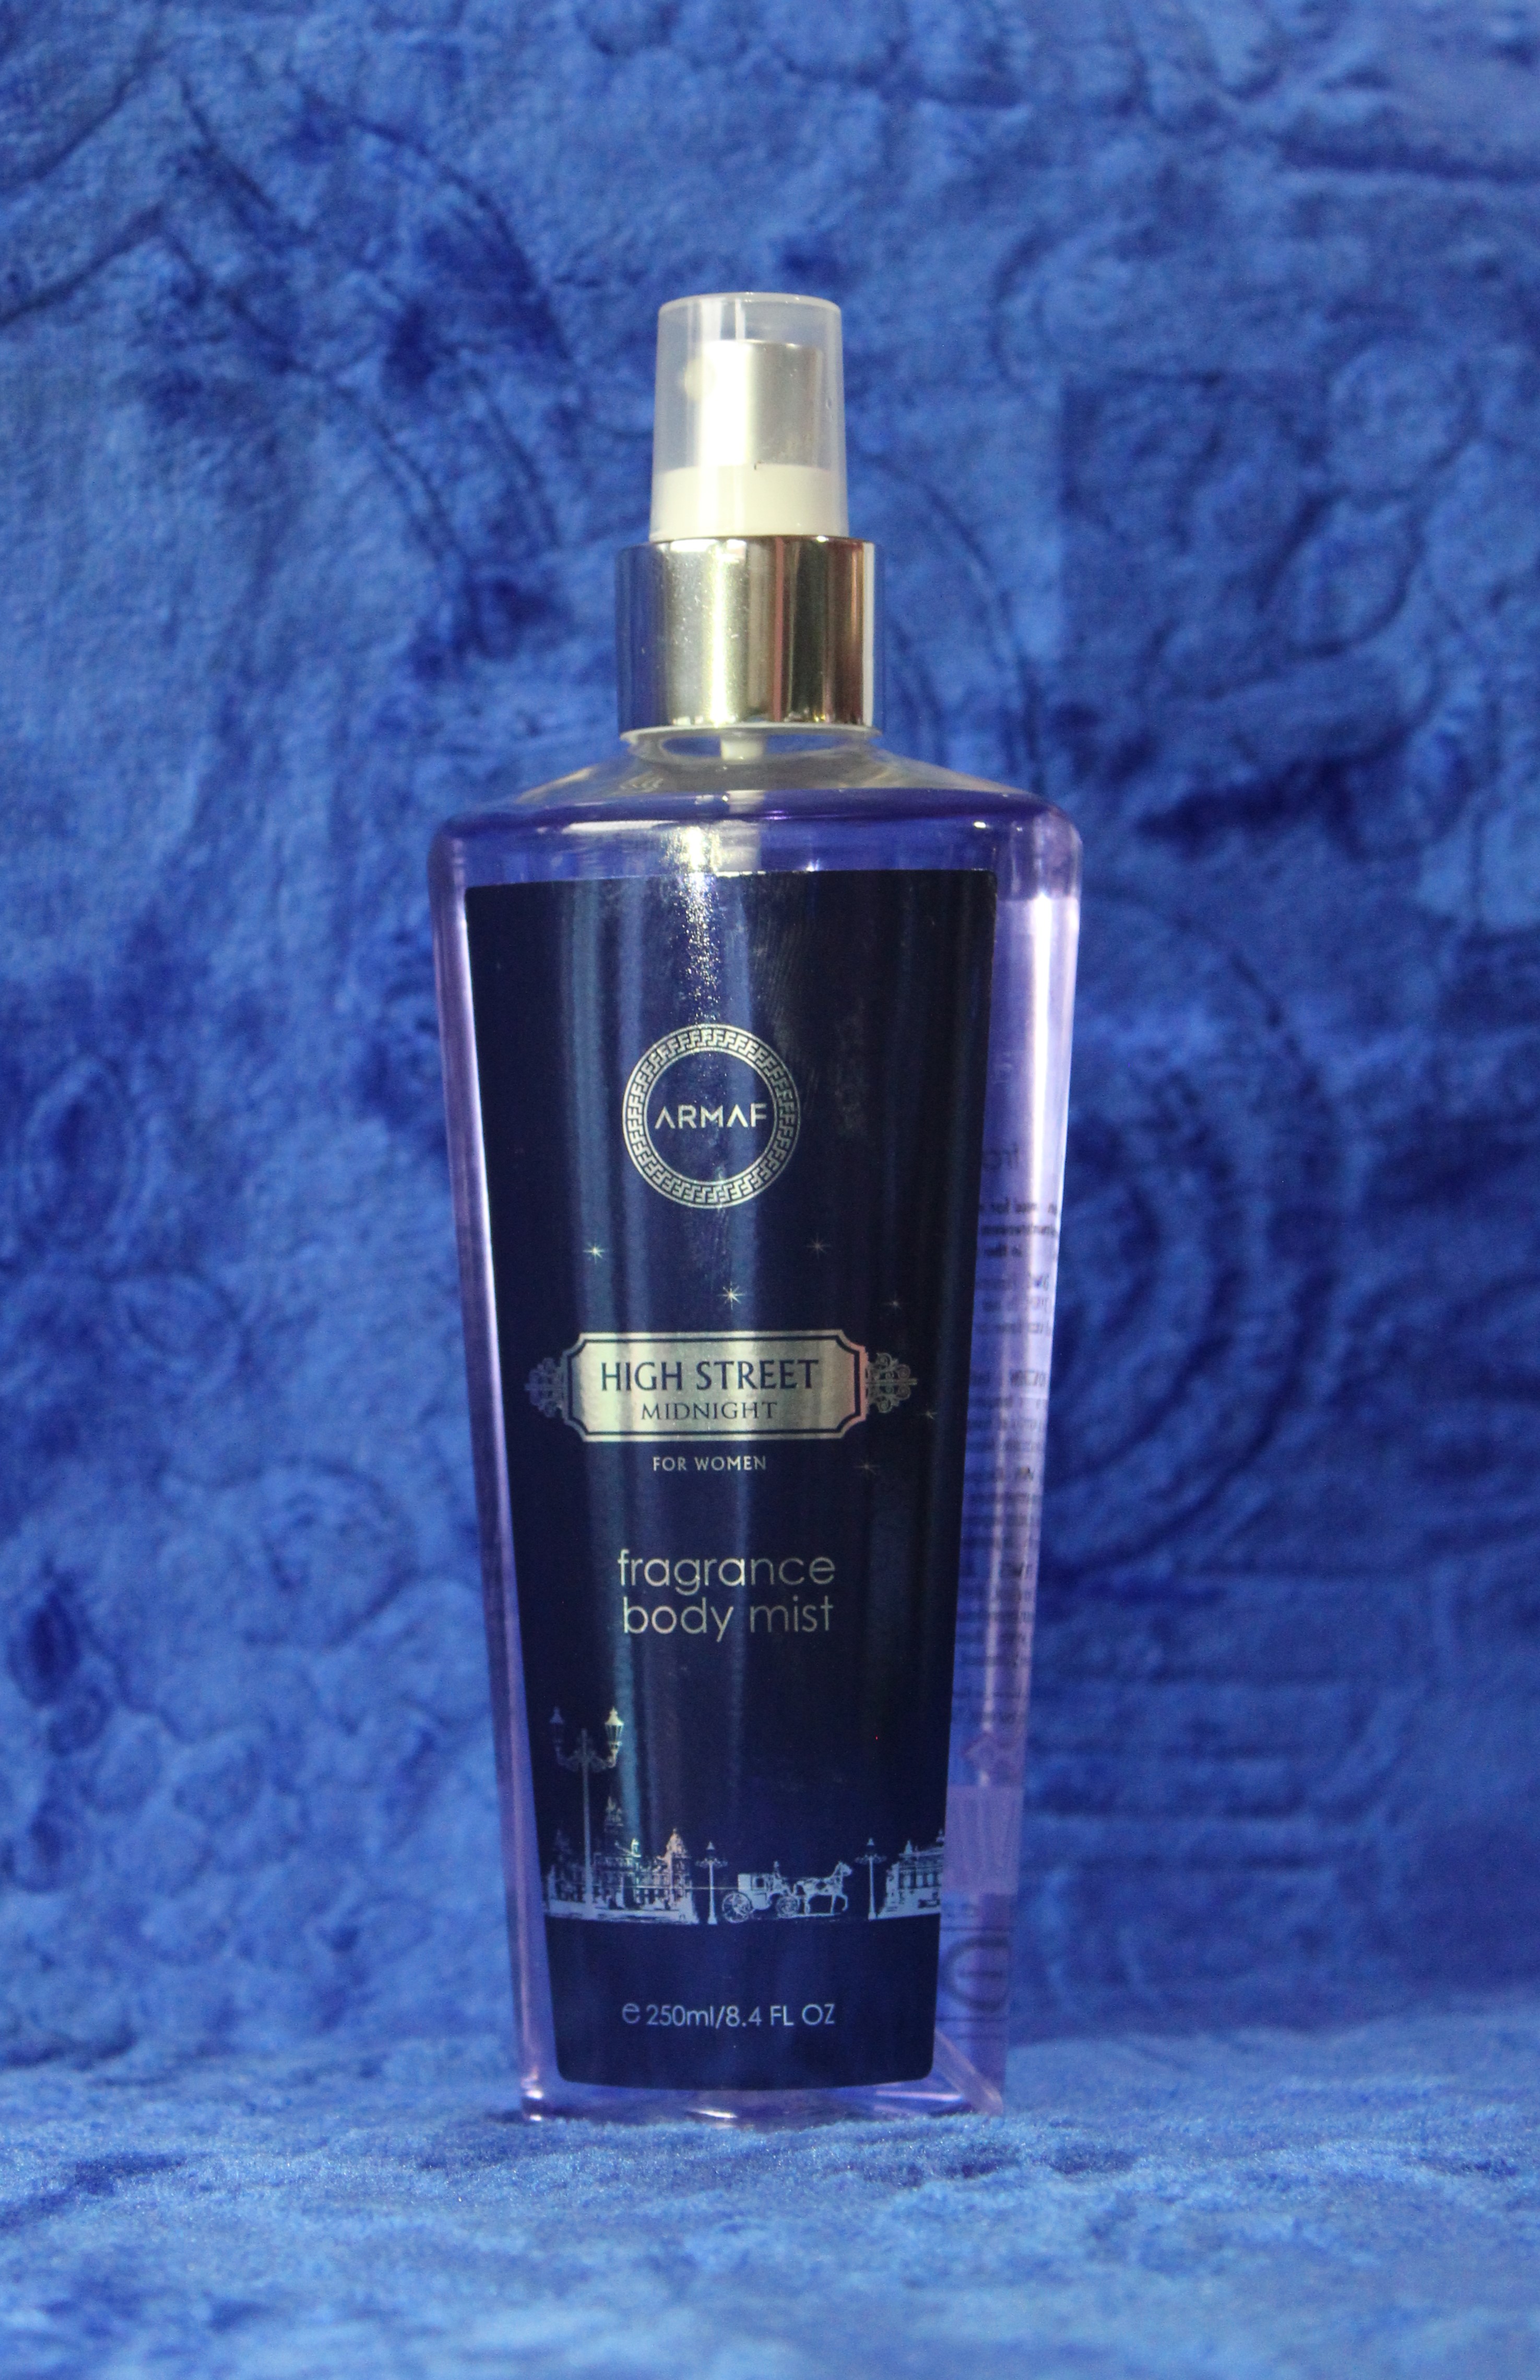 ARMAF
HIGH STREET
MIDNIGHT
FOR WOMEN
fragrance
body mist
e 250ml/8.4 FL OZ